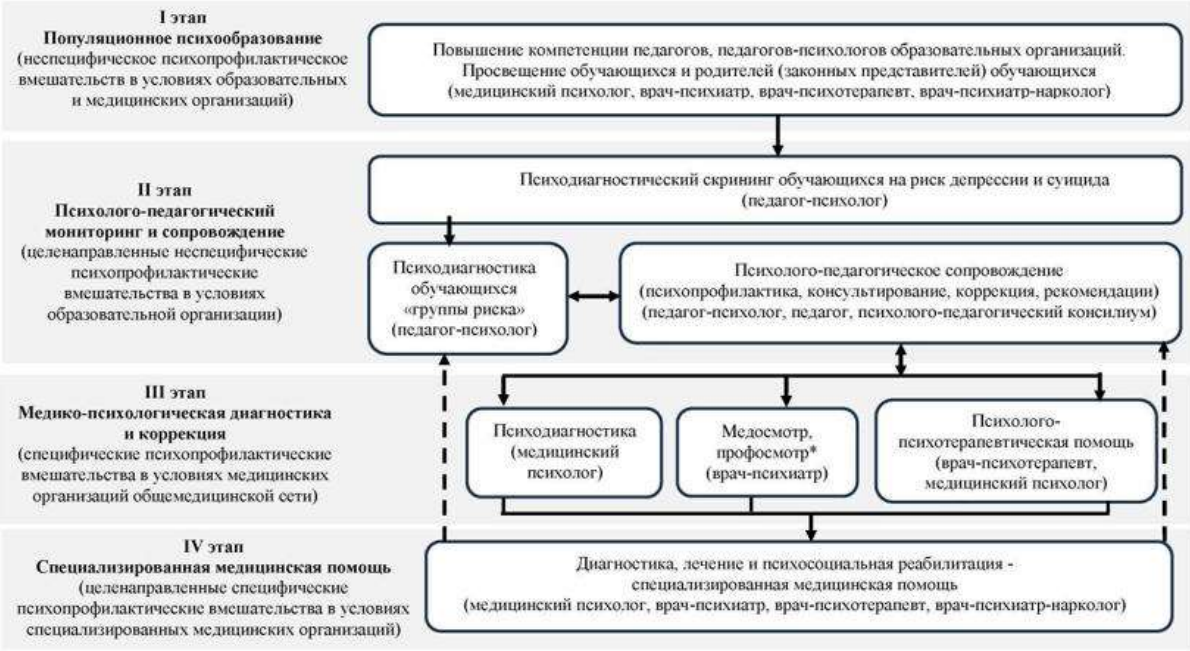 I этап
Популяционное психообразование
(неспецифическое психопрофилактическое
вмешательств в условиях образовательных
и медицинских организаций)
Повышение компетенции педагогов, педагогов-психологов образовательных организаций.
Просвещение обучающихся и родителей (законных представителей) обучающихся
(медицинский психолог, врач-психиатр, врач-психотерапевт, врач-психиатр-нарколог)
II этап
Психолого-педагогический
мониторинг и сопровождение
(целенаправленные неспецифические
психопрофилактические
вмешательства в условиях
образовательной организации)
Психодиагностический скрининг обучающихся на риск депрессии и суицида
(педагог-психолог)
Психодиагностика
обучающихся
«группы риска»
(педагог-психолог)
Психолого-педагогическое сопровождение
(психопрофилактика, консультирование, коррекция, рекомендации)
(педагог-психолог, педагог, психолого-педагогический консилиум)
III этап
Медико-психологическая диагностика
и коррекция
(специфические психопрофилактические
вмешательства в условиях медицинских
организаций общемедицинской сети)
Психодиагностика
(медицинский
психолог)
Медосмотр,
профосмотр*
(врач-психиатр)
Психолого-
психотерапевтическая помощь
(врач-психотерапевт,
медицинский психолог)
IV этап
Специализированная медицинская помощь
(целенаправленные специфические
психопрофилактические вмешательства в условиях
специализированных медицинских организаций)
Диагностика, лечение и психосоциальная реабилитация -
специализированная медицинская помощь
(медицинский психолог, врач-психиатр, врач-психотерапевт, врач-психиатр-нарколог)